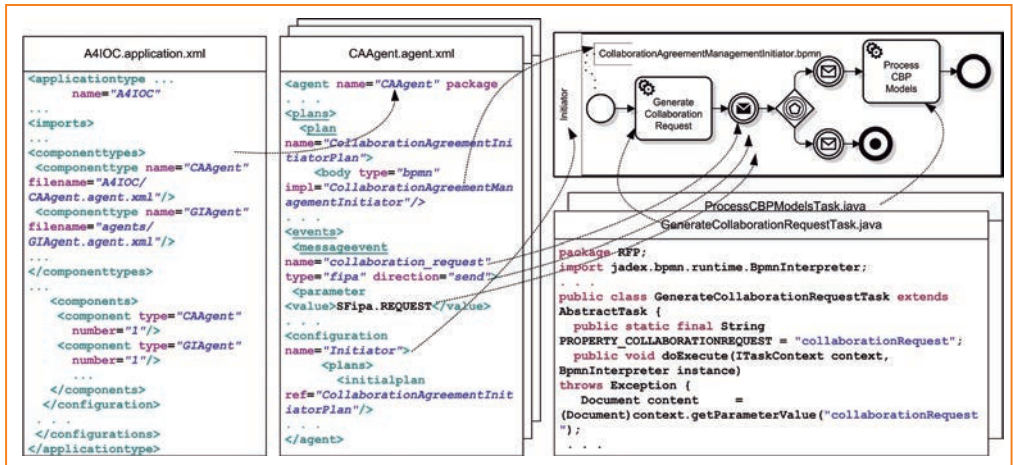 A4IOC.application.xml
<applicationtype ...
name="A4IOC"
...
<imports>
...
<componenttypes>
<componenttype name="CAAgent"
filename="A4IOC/
CAAgent.agent.xml"/>
<componenttype name="GIAgent"
filename="agents/
GIAgent.agent.xml"/>
...
</componenttypes>
...
<components>
<component type="CAAgent"
number="1"/>
<component type="GIAgent"
number="1"/>
...
</components>
</configuration>
. . .
</configurations>
</applicationtype>
CAAgent.agent.xml
<agent name="CAAgent" package
. . .
<plans>
<plan
name="CollaborationAgreementIni
tiatorPlan">
<body type="bpmn"
impl="CollaborationAgreementMan
agementInitiator"/>
. . .
<events>
<messageevent
name="collaboration_request"
type="fipa" direction="send">
<parameter
<value>SFipa.REQUEST</value>
. . .
<configuration
name="Initiator">
<plans>
<initialplan
ref="CollaborationAgreementInit
iatorPlan"/>
. . .
</agent>
CollaborationAgreementManagementInitiator.bpmn
Initiator
Generate
Collaboration
Request
Process
CBP
Models
ProcessCBPModelsTask.java
GenerateCollaborationRequestTask.java
package RFP;
import jadex.bpmn.runtime.BpmnInterpreter;
. . .
public class GenerateCollaborationRequestTask extends
AbstractTask {
public static final String
PROPERTY_COLLABORATIONREQUEST = "collaborationRequest";
public void doExecute(ITaskContext context,
BpmnInterpreter instance)
throws Exception {
Document content =
(Document)context.getParameterValue("collaborationRequest
");
. . .